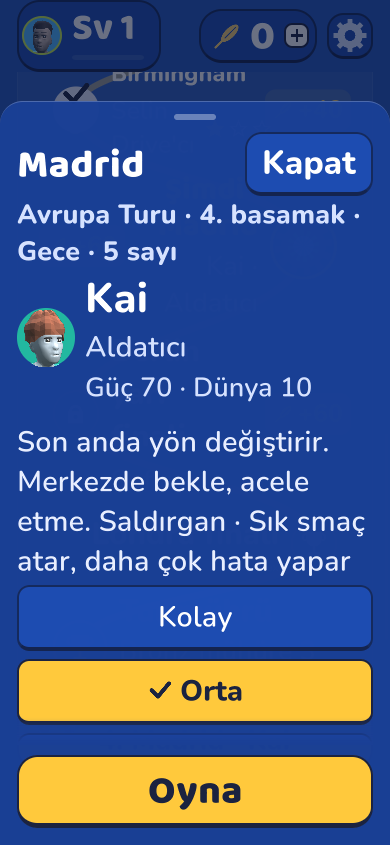 Sv 1
0
Birmingham
Madrid
Kapat
Avrupa Turu · 4. basamak ·
Gece · 5 sayı
Kai
Aldatıcı
Güç 70 · Dünya 10
Son anda yön değiştirir.
Merkezde bekle, acele
etme. Saldırgan · Sık smaç
atar, daha çok hata yapar
Kolay
Orta
Oyna